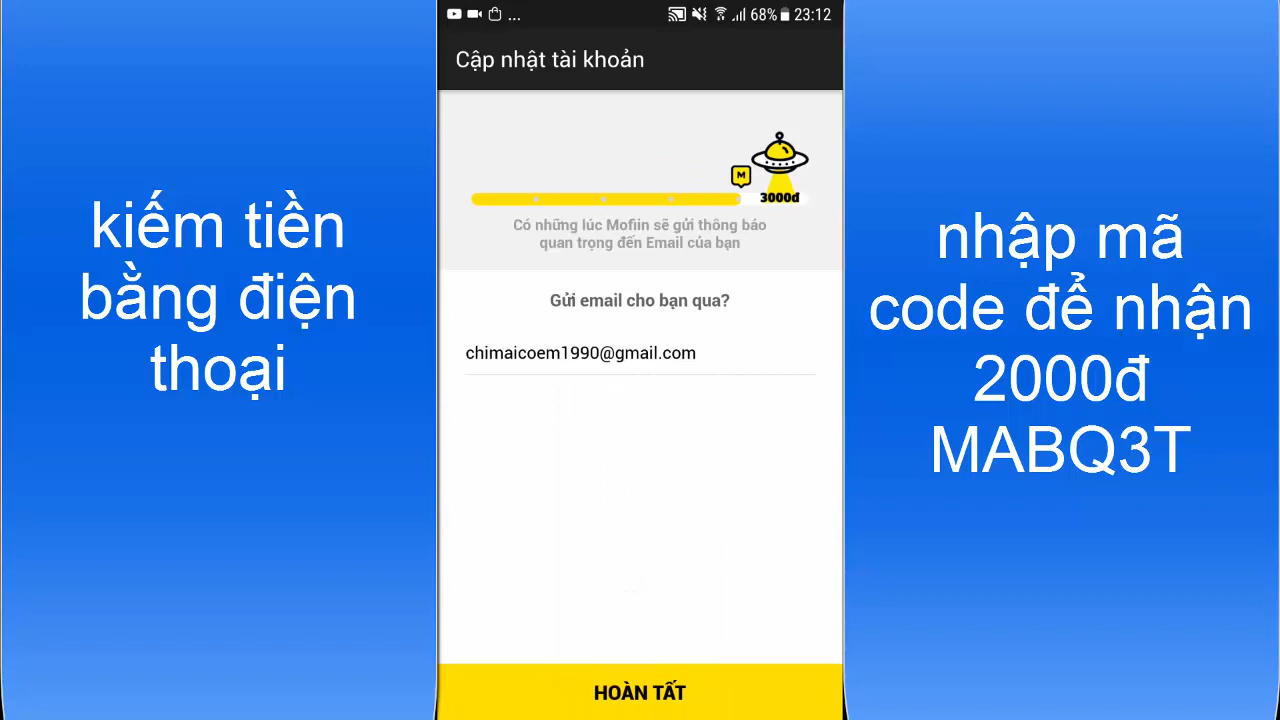 kiếm tiền
bằng điện
thoại
... 68% 23:12
Cập nhật tài khoản
M
3000đ
Có những lúc Mofiin sẽ gửi thông báo
quan trọng đến Email của bạn
Gửi email cho bạn qua?
chimaicoem1990@gmail.com
HOÀN TẤT
nhập mã
code để nhận
2000đ
MABQ3T